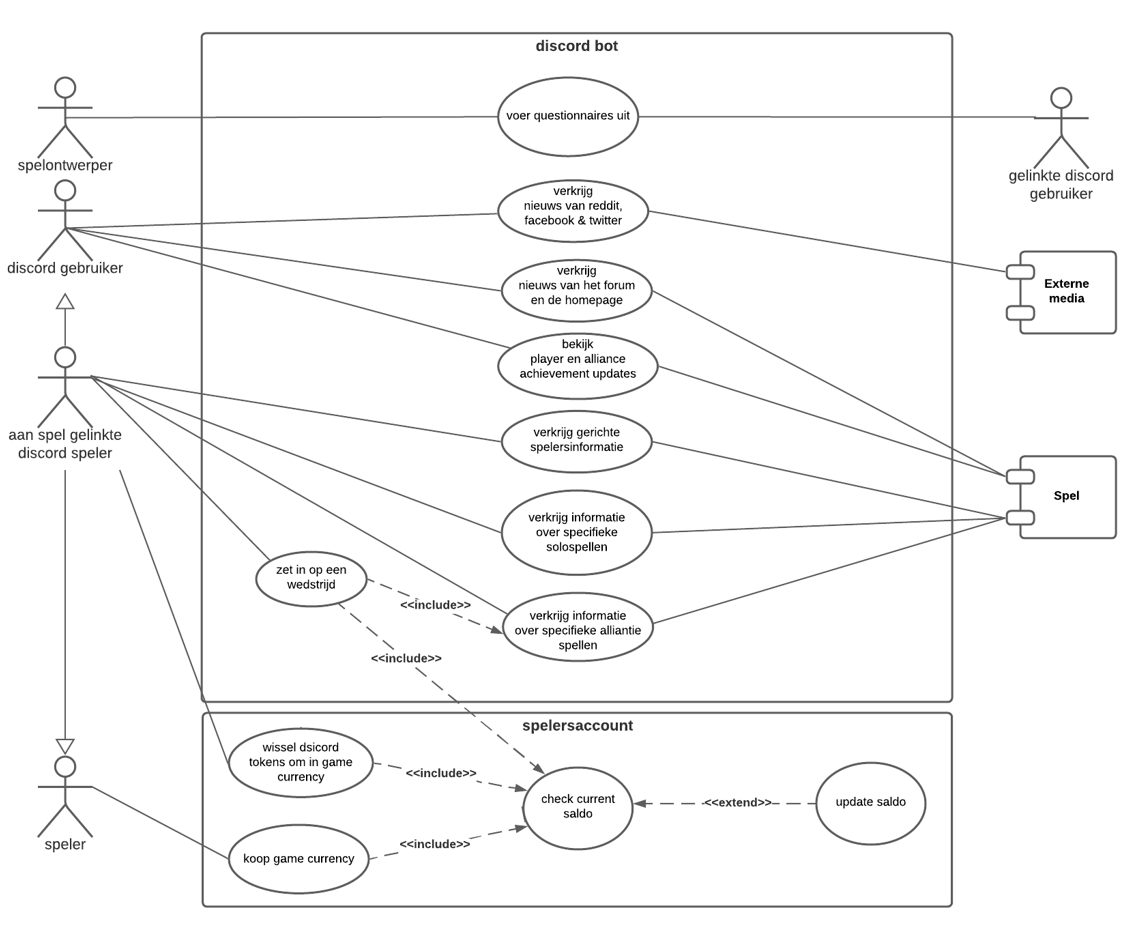 discord bot
voer questionnaires uit
spelontwerper
gelinkte discord
gebruiker
verkrijg
nieuws van reddit,
facebook & twitter
discord gebruiker
verkrijg
nieuws van het forum
en de homepage
Externe
media
bekijk
player en alliance
achievement updates
aan spel gelinkte
discord speler
verkrijg gerichte
spelersinformatie
Spel
verkrijg informatie
over specifieke
solospellen
zet in op een
wedstrijd
<<include>>
verkrijg informatie
over specifieke alliantie
spellen
<<include>>
spelersaccount
wissel dsicord
tokens om in game
currency
<<include>>
check current
saldo
<<extend>>
update saldo
speler
<<include>>
koop game currency